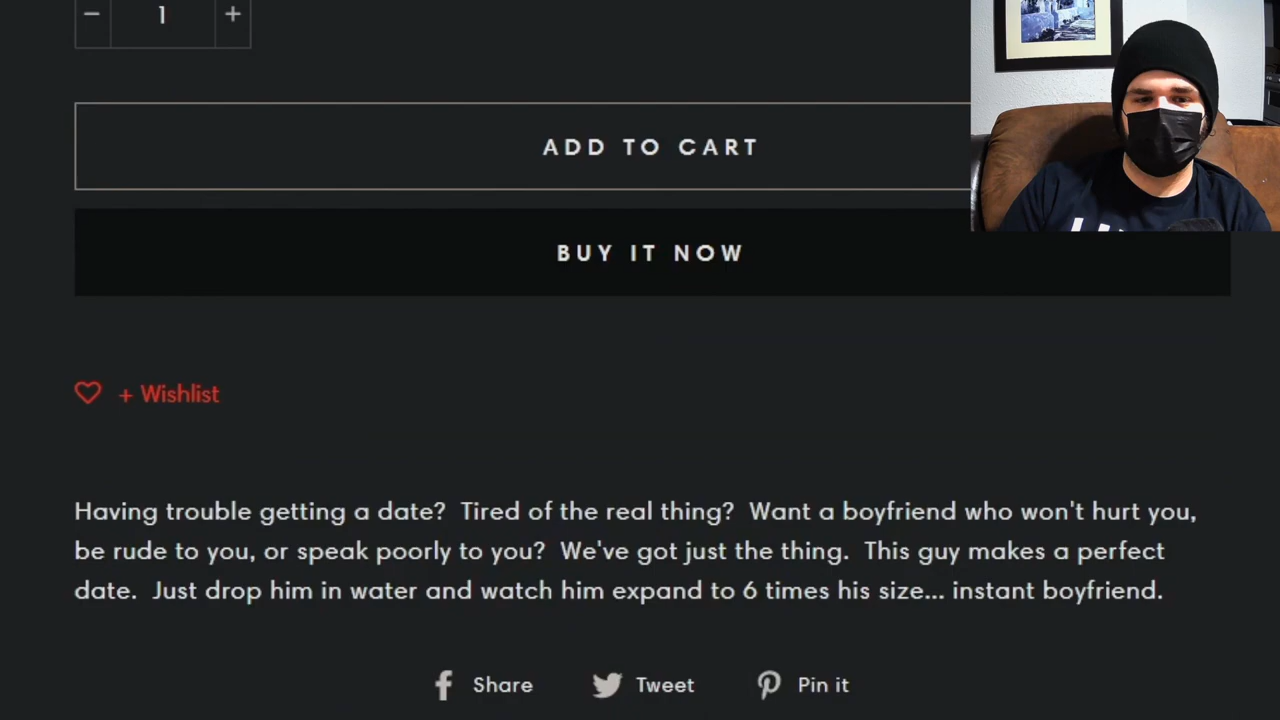 − 1 +
ADD TO CART
BUY IT NOW
+ Wishlist
Having trouble getting a date? Tired of the real thing? Want a boyfriend who won't hurt you,
be rude to you, or speak poorly to you? We've got just the thing. This guy makes a perfect
date. Just drop him in water and watch him expand to 6 times his size... instant boyfriend.
Share Tweet Pin it